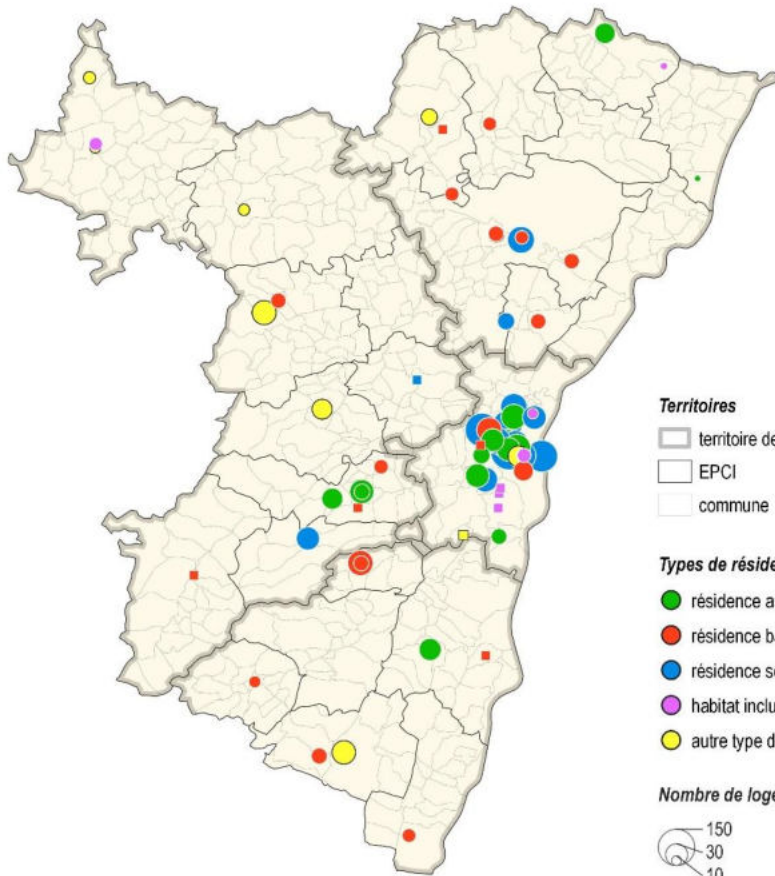 Territoires
territoire de
EPCI
commune
Types de réside
résidence a
résidence ba
résidence se
habitat inclu
autre type d
Nombre de loge
150
30
10